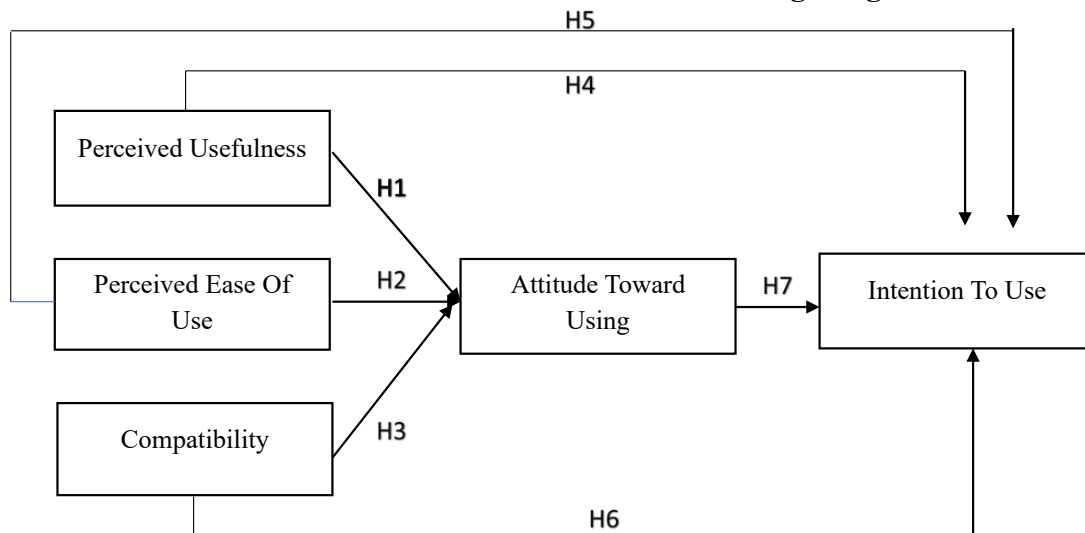 H5
H4
Perceived Usefulness
H1
Perceived Ease Of
Use
H2
Attitude Toward
Using
H7
Intention To Use
Compatibility
H3
H6